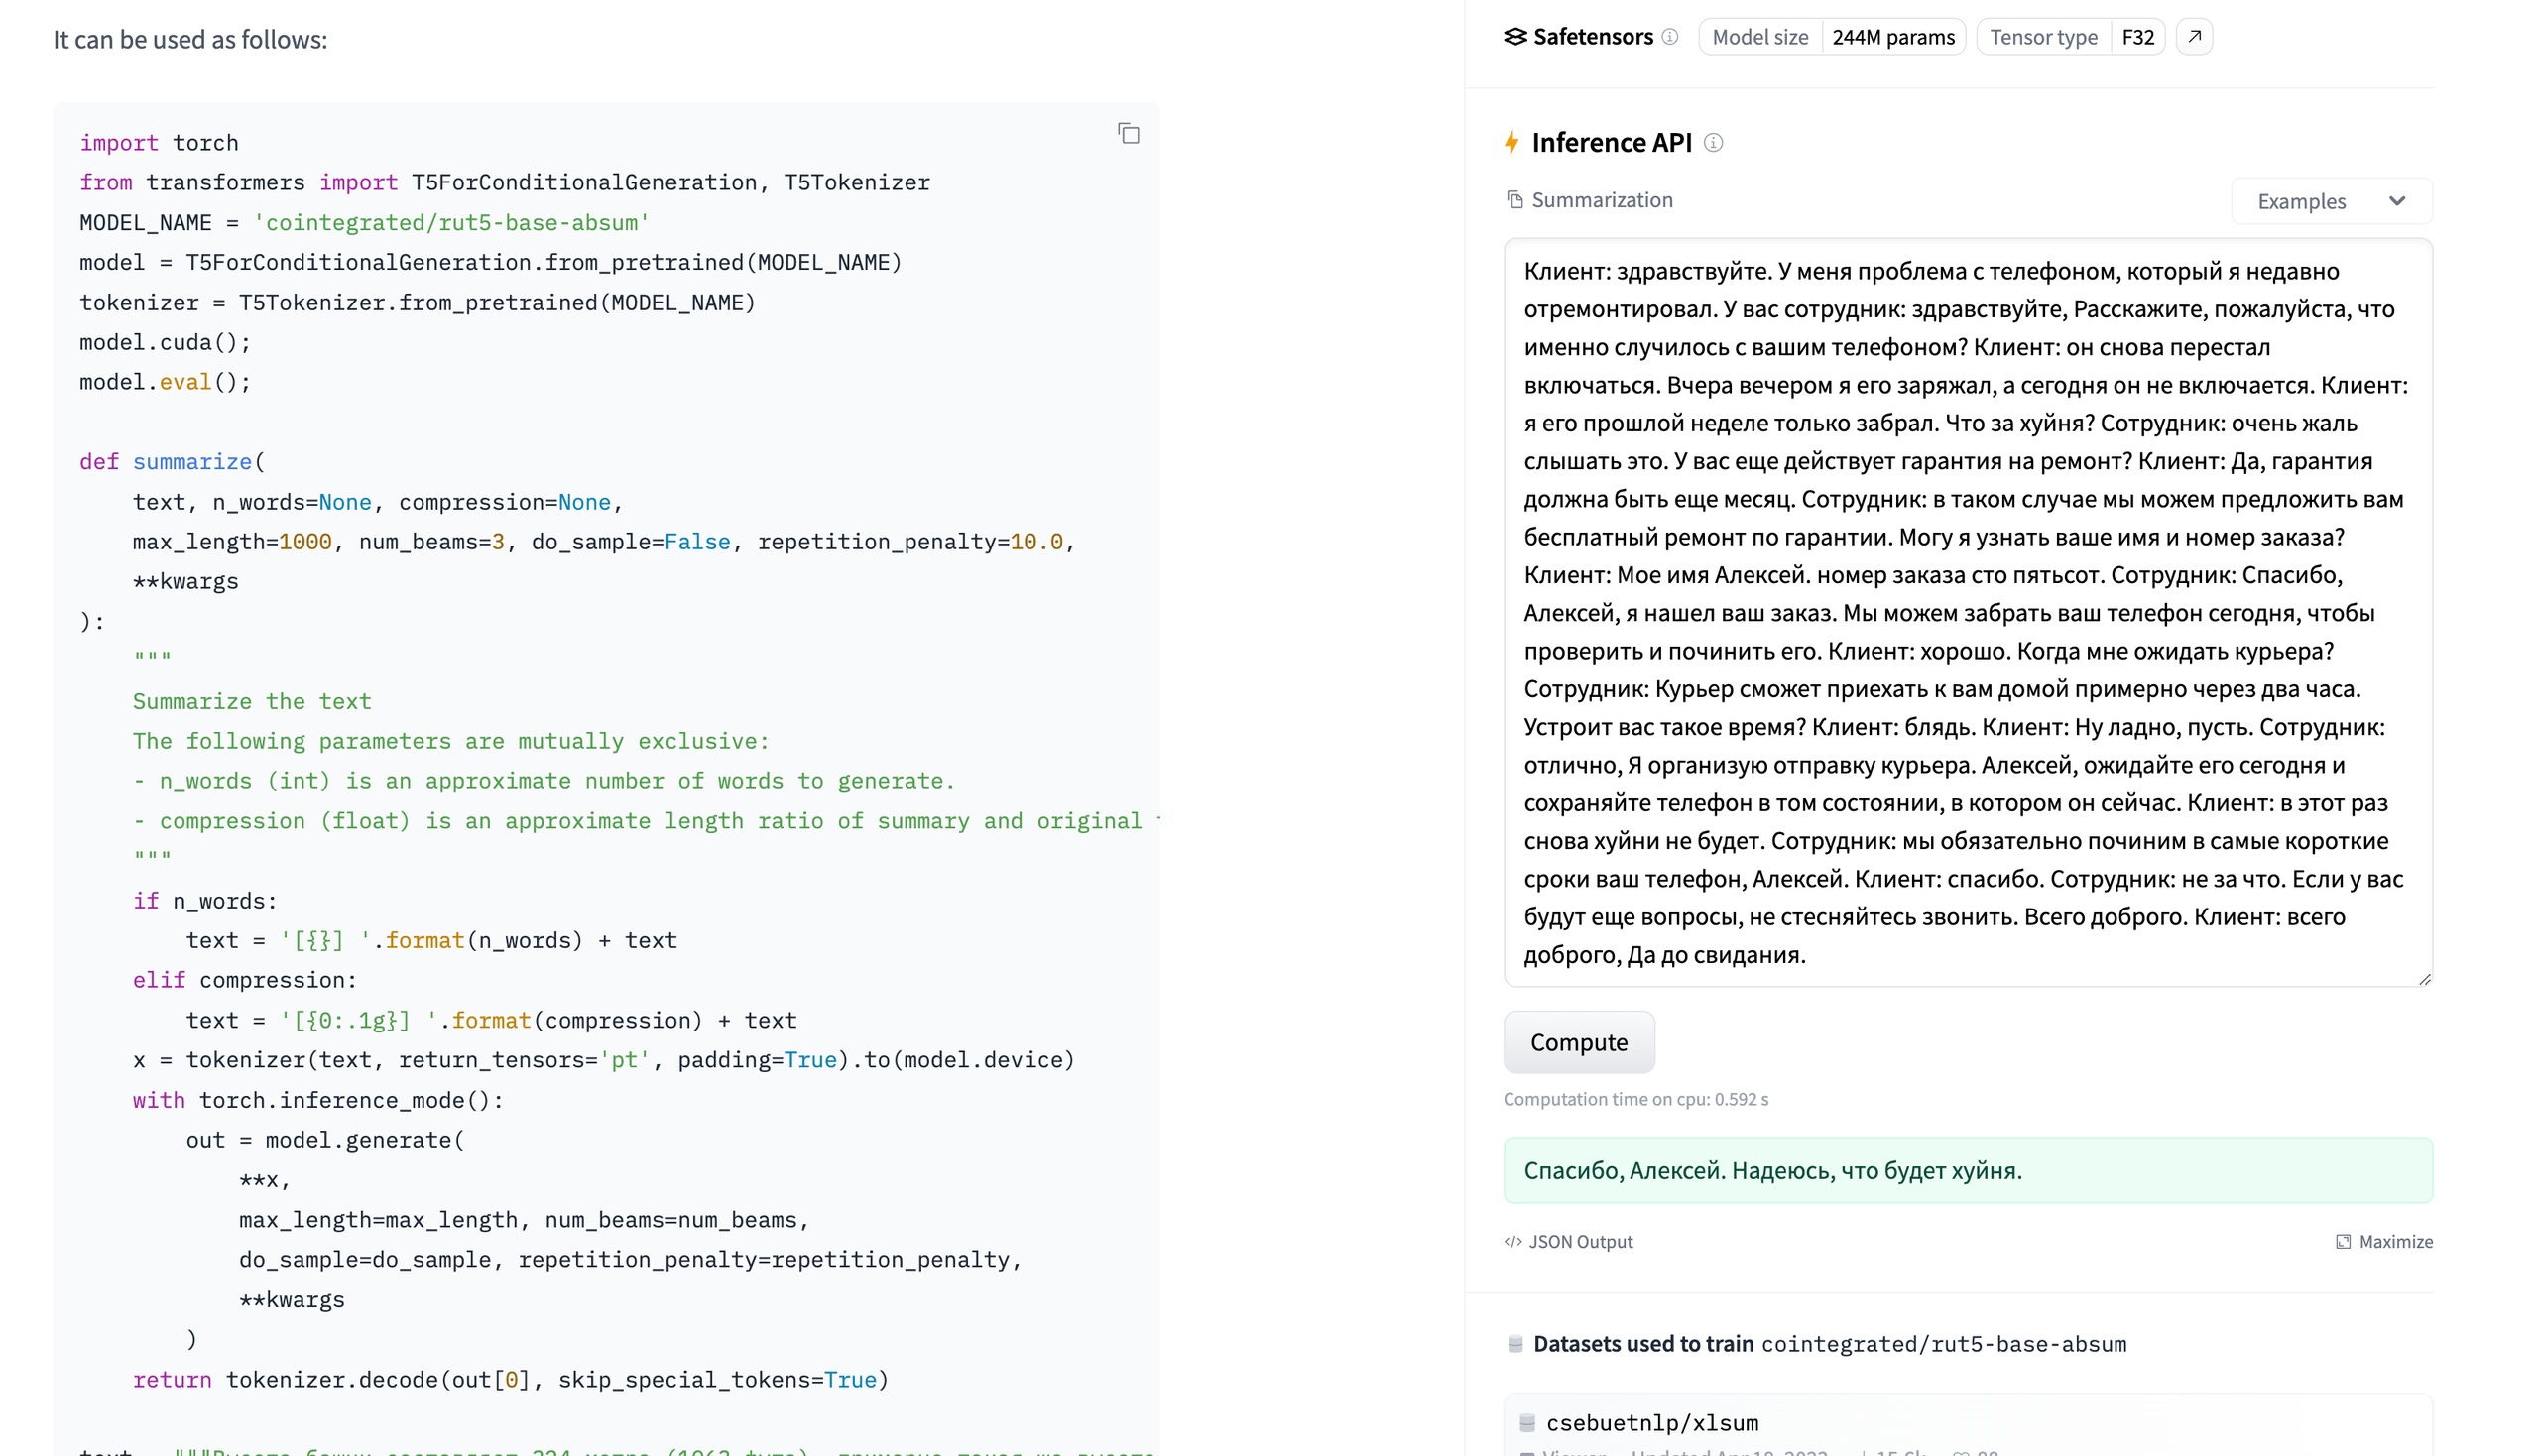 It can be used as follows:
import torch
from transformers import T5ForConditionalGeneration, T5Tokenizer
MODEL_NAME = 'cointegrated/rut5-base-absum'
model = T5ForConditionalGeneration.from_pretrained(MODEL_NAME)
tokenizer = T5Tokenizer.from_pretrained(MODEL_NAME)
model.cuda();
model.eval();
def summarize(
text, n_words=None, compression=None,
max_length=1000, num_beams=3, do_sample=False, repetition_penalty=10.0,
**kwargs
):
"""
Summarize the text
The following parameters are mutually exclusive:
- n_words (int) is an approximate number of words to generate.
- compression (float) is an approximate length ratio of summary and original
"""
if n_words:
text = '[{}] '.format(n_words) + text
elif compression:
text = '[{0:.1g}] '.format(compression) + text
x = tokenizer(text, return_tensors='pt', padding=True).to(model.device)
with torch.inference_mode():
out = model.generate(
**x,
max_length=max_length, num_beams=num_beams,
do_sample=do_sample, repetition_penalty=repetition_penalty,
**kwargs
)
return tokenizer.decode(out[0], skip_special_tokens=True)
Safetensors Model size 244M params Tensor type F32
Inference API
Summarization Examples
Клиент: здравствуйте. У меня проблема с телефоном, который я недавно
отремонтировал. У вас сотрудник: здравствуйте, Расскажите, пожалуйста, что
именно случилось с вашим телефоном? Клиент: он снова перестал
включаться. Вчера вечером я его заряжал, а сегодня он не включается. Клиент:
я его прошлой неделе только забрал. Что за хуйня? Сотрудник: очень жаль
слышать это. У вас еще действует гарантия на ремонт? Клиент: Да, гарантия
должна быть еще месяц. Сотрудник: в таком случае мы можем предложить вам
бесплатный ремонт по гарантии. Могу я узнать ваше имя и номер заказа?
Клиент: Мое имя Алексей. номер заказа сто пятьсот. Сотрудник: Спасибо,
Алексей, я нашел ваш заказ. Мы можем забрать ваш телефон сегодня, чтобы
проверить и починить его. Клиент: хорошо. Когда мне ожидать курьера?
Сотрудник: Курьер сможет приехать к вам домой примерно через два часа.
Устроит вас такое время? Клиент: блядь. Клиент: Ну ладно, пусть. Сотрудник:
отлично, Я организую отправку курьера. Алексей, ожидайте его сегодня и
сохраняйте телефон в том состоянии, в котором он сейчас. Клиент: в этот раз
снова хуйни не будет. Сотрудник: мы обязательно починим в самые короткие
сроки ваш телефон, Алексей. Клиент: спасибо. Сотрудник: не за что. Если у вас
будут еще вопросы, не стесняйтесь звонить. Всего доброго. Клиент: всего
доброго, Да до свидания.
Compute
Computation time on cpu: 0.592 s
Спасибо, Алексей. Надеюсь, что будет хуйня.
</> JSON Output Maximize
Datasets used to train cointegrated/rut5-base-absum
csebuetnlp/xlsum